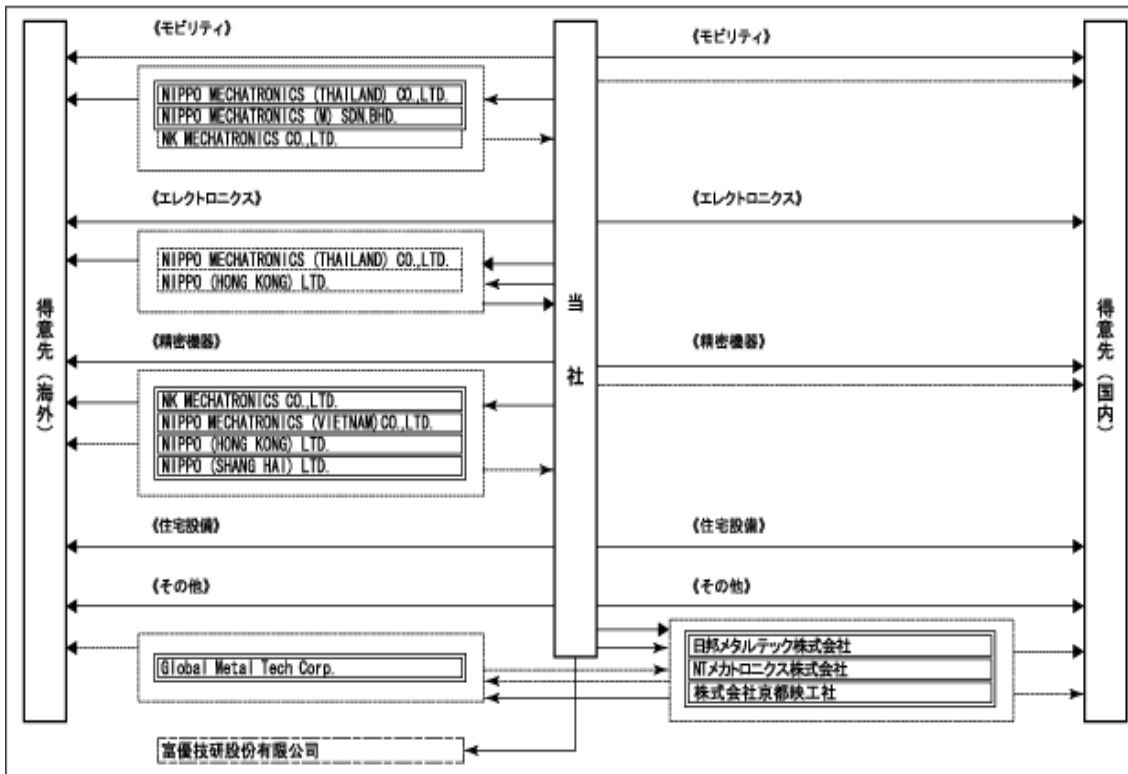 《モビリティ》
《モビリティ》
NIPPO MECHATRONICS (THAILAND) CO.,LTD.
NIPPO MECHATRONICS (M) SDN.BHD.
NK MECHATRONICS CO.,LTD.
《エレクトロニクス》
《エレクトロニクス》
NIPPO MECHATRONICS (THAILAND) CO.,LTD.
NIPPO (HONG KONG) LTD.
得意先(海外)
当社
得意先(国内)
《精密機器》
《精密機器》
NK MECHATRONICS CO.,LTD.
NIPPO MECHATRONICS (VIETNAM)CO.,LTD.
NIPPO (HONG KONG) LTD.
NIPPO (SHANG HAI) LTD.
《住宅設備》
《住宅設備》
《その他》
《その他》
Global Metal Tech Corp.
日邦メタルテック株式会社
NTメカトロニクス株式会社
株式会社京都映工社
富優技研股份有限公司